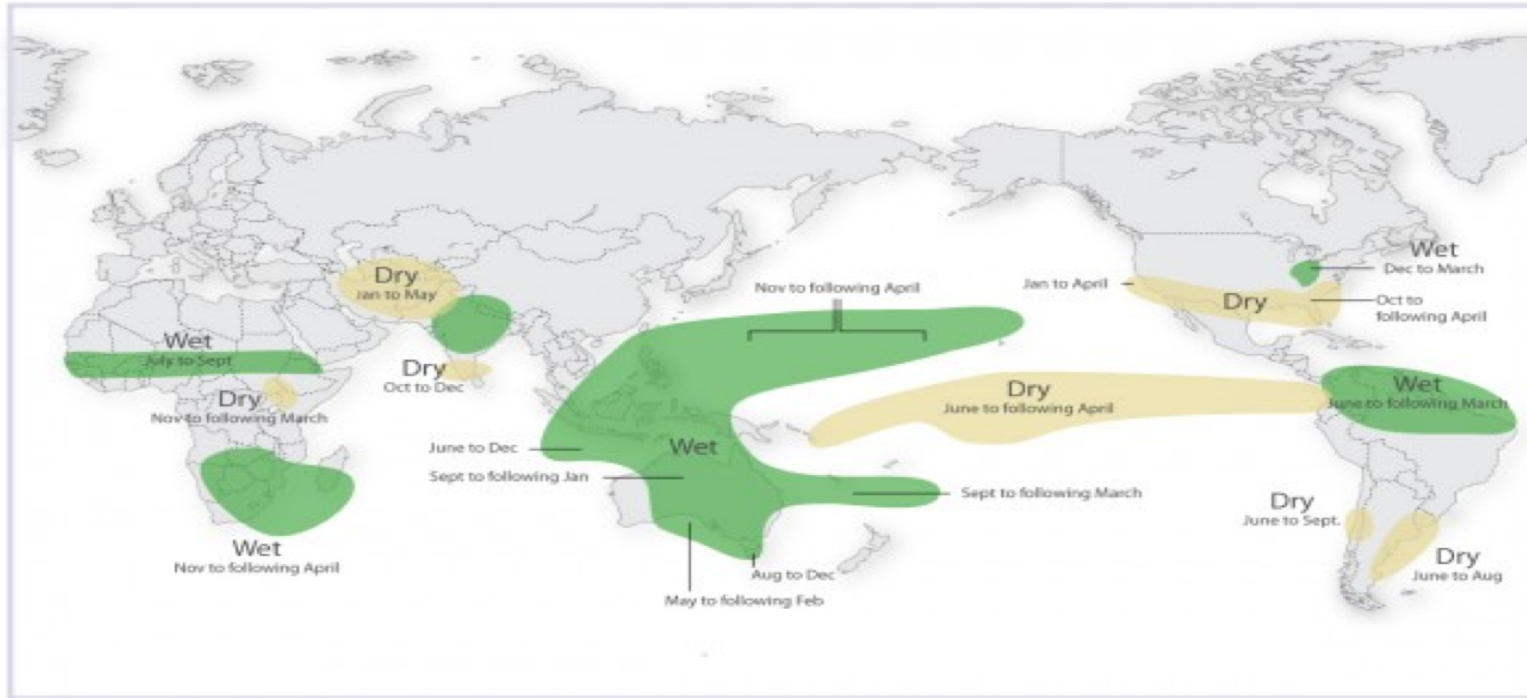 Wet
Dec to March
Dry
Jan to May
Nov to following April
Jan to April
Dry
Oct to
following April
Wet
July to Sept
Dry
Oct to Dec
Dry
Nov to following March
Dry
June to following April
Wet
June to following March
June to Dec
Wet
Sept to following Jan
Sept to following March
Dry
June to Sept.
Wet
Nov to following April
Aug to Dec
May to following Feb
Dry
June to Aug